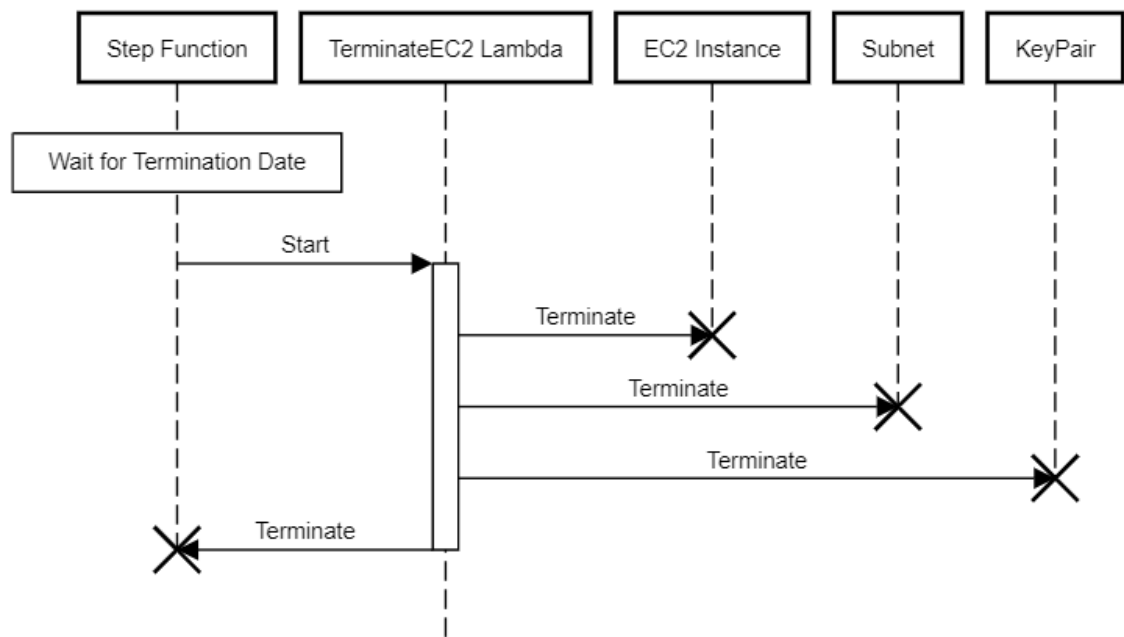 Step Function
TerminateEC2 Lambda
EC2 Instance
Subnet
KeyPair
Wait for Termination Date
Start
Terminate
Terminate
Terminate
Terminate